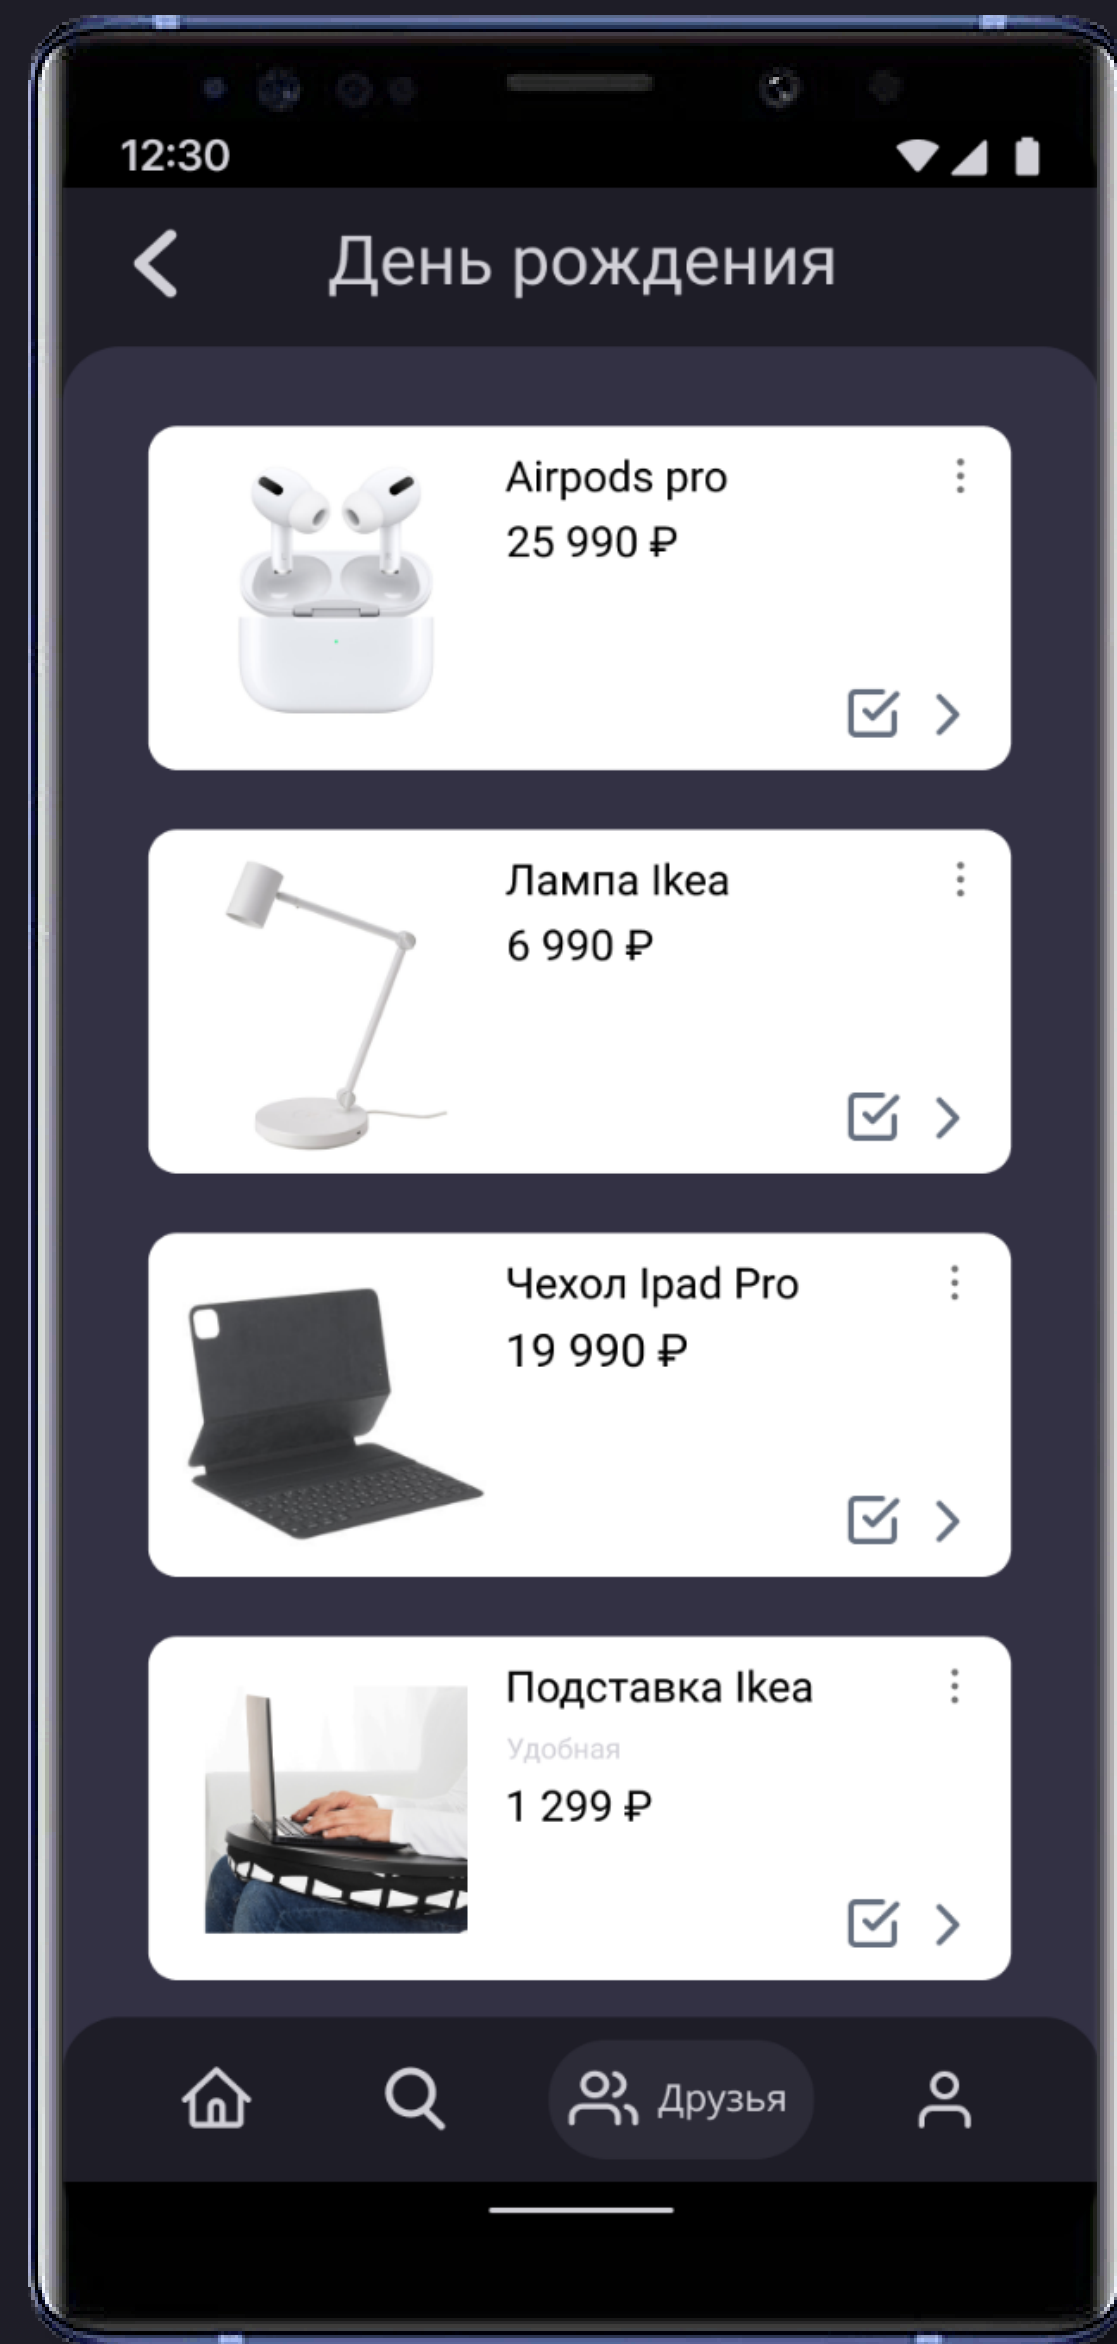 12:30
День рождения
Airpods pro
25 990 ₽
Лампа Ikea
6 990 ₽
Чехол Ipad Pro
19 990 ₽
Подставка Ikea
Удобная
1 299 ₽
Друзья